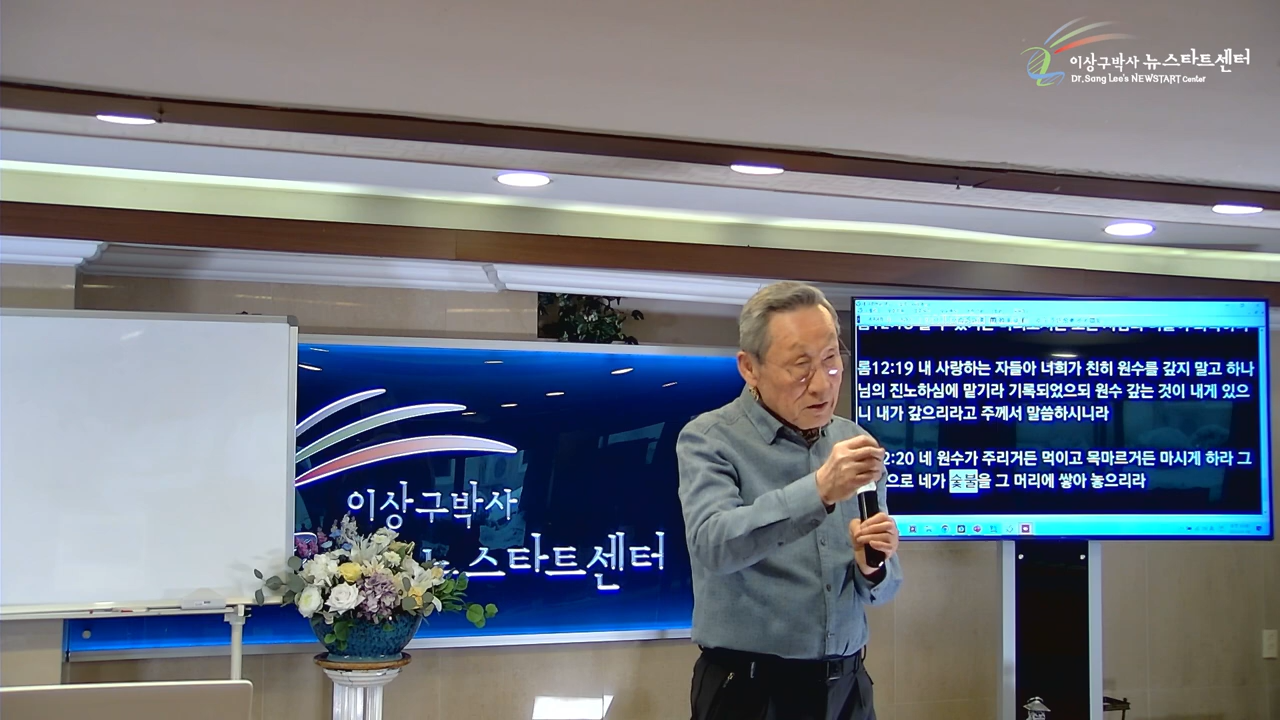 이상구박사 뉴스타트센터
Dr. Sang Lee's NEWSTART Center
롬12:19 내 사랑하는 자들아 너희가 친히 원수를 갚지 말고 하나
님의 진노하심에 맡기라 기록되었으되 원수 갚는 것이 내게 있으
니 내가 갚으리라고 주께서 말씀하시니라
2:20 네 원수가 주리거든 먹이고 목마르거든 마시게 하라 그
으로 네가 숯불을 그 머리에 쌓아 놓으리라
이상구박사
뉴스타트센터